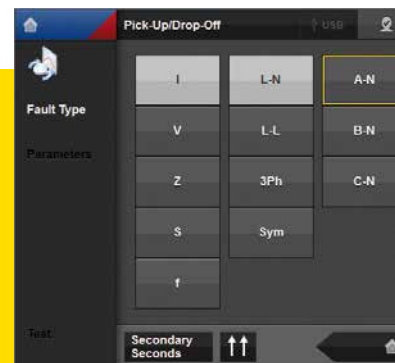 Pick-Up/Drop-Off USB
Fault Type
Parameters
Test
I L-N A-N
V L-L B-N
Z 3Ph C-N
S Sym
f
Secondary
Seconds